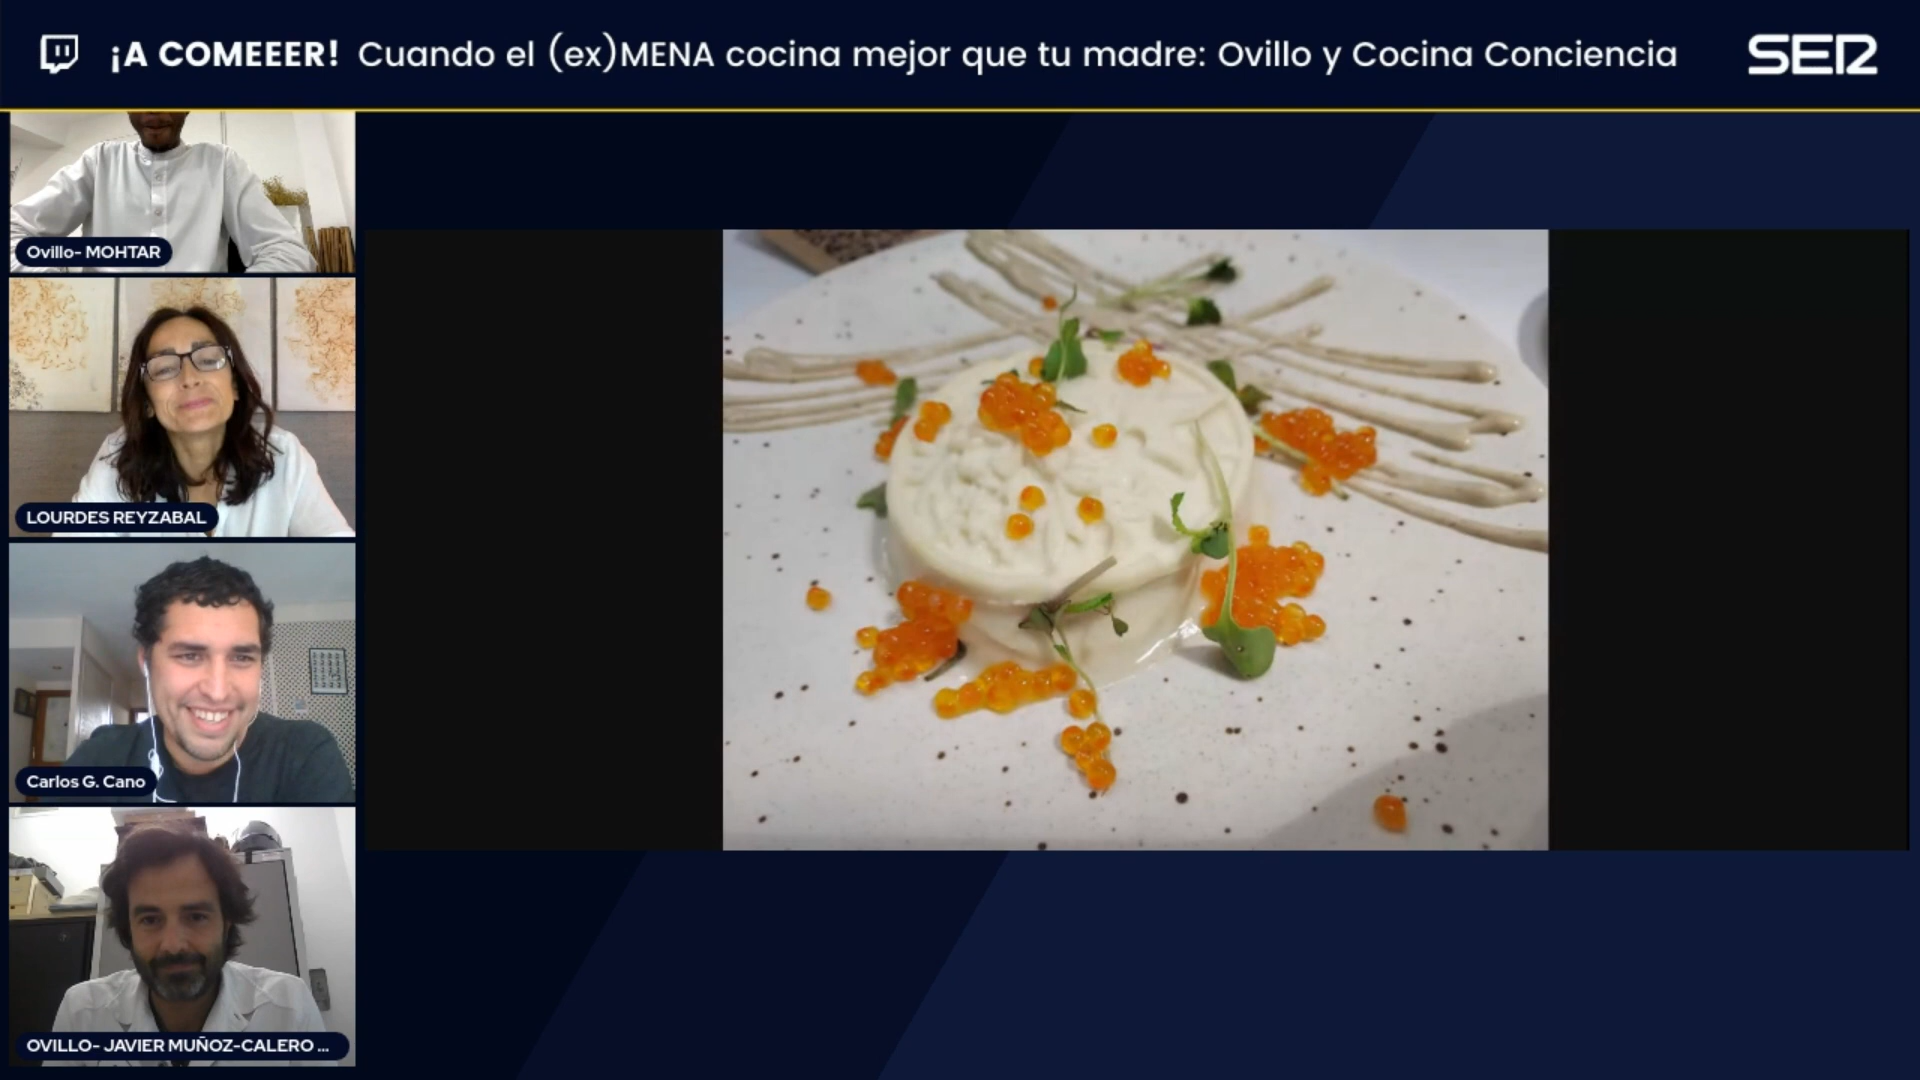 ¡A COMEEER! Cuando el (ex)MENA cocina mejor que tu madre: Ovillo y Cocina Conciencia
SER
Ovillo- MOHTAR
LOURDES REYZABAL
Carlos G. Cano
OVILLO- JAVIER MUÑOZ-CALERO ...